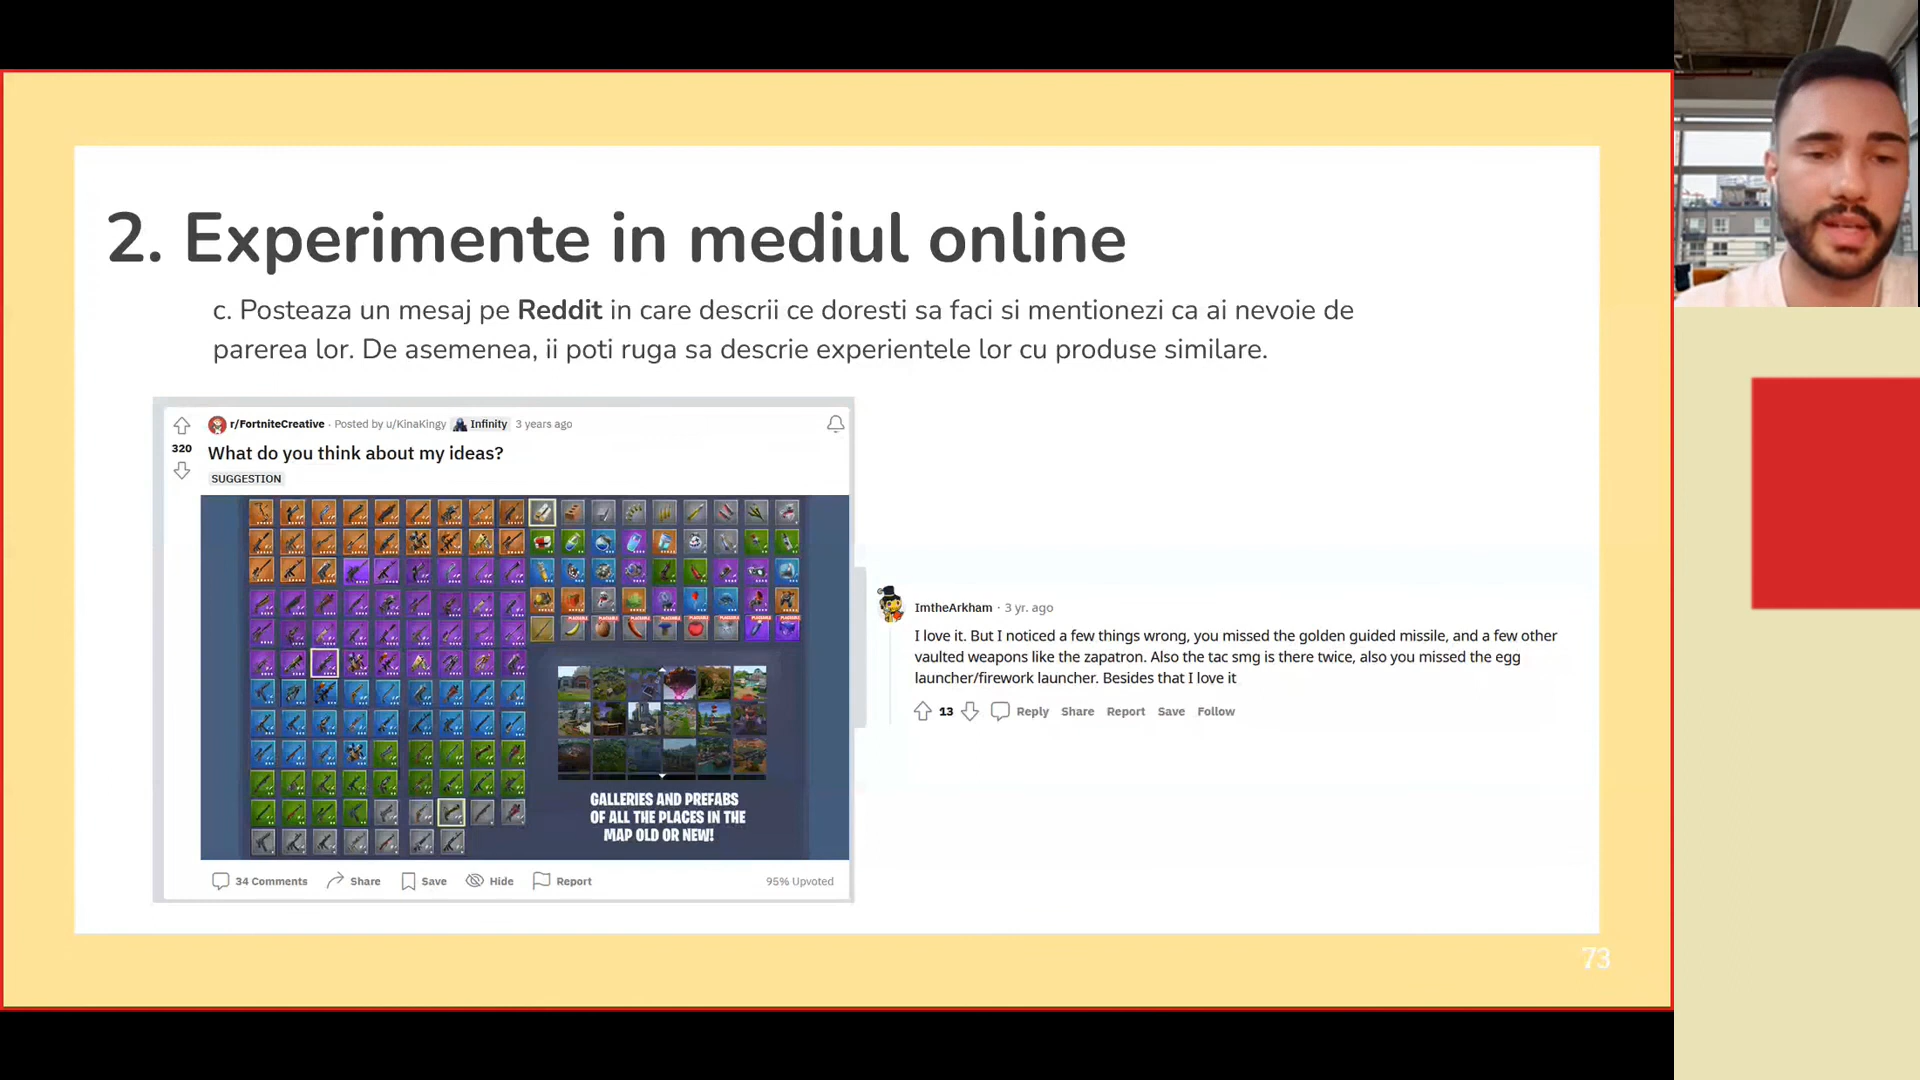 2. Experimente in mediul online
c. Posteaza un mesaj pe Reddit in care descrii ce doresti sa faci si mentionezi ca ai nevoie de
parerea lor. De asemenea, ii poti ruga sa descrie experientele lor cu produse similare.
r/FortniteCreative · Posted by u/KinaKingy Infinity 3 years ago
320
What do you think about my ideas?
SUGGESTION
GALLERIES AND PREFABS
OF ALL THE PLACES IN THE
MAP OLD OR NEW!
34 Comments Share Save Hide Report 95% Upvoted
ImtheArkham · 3 yr. ago
I love it. But I noticed a few things wrong, you missed the golden guided missile, and a few other
vaulted weapons like the zapatron. Also the tac smg is there twice, also you missed the egg
launcher/firework launcher. Besides that I love it
13 Reply Share Report Save Follow
73